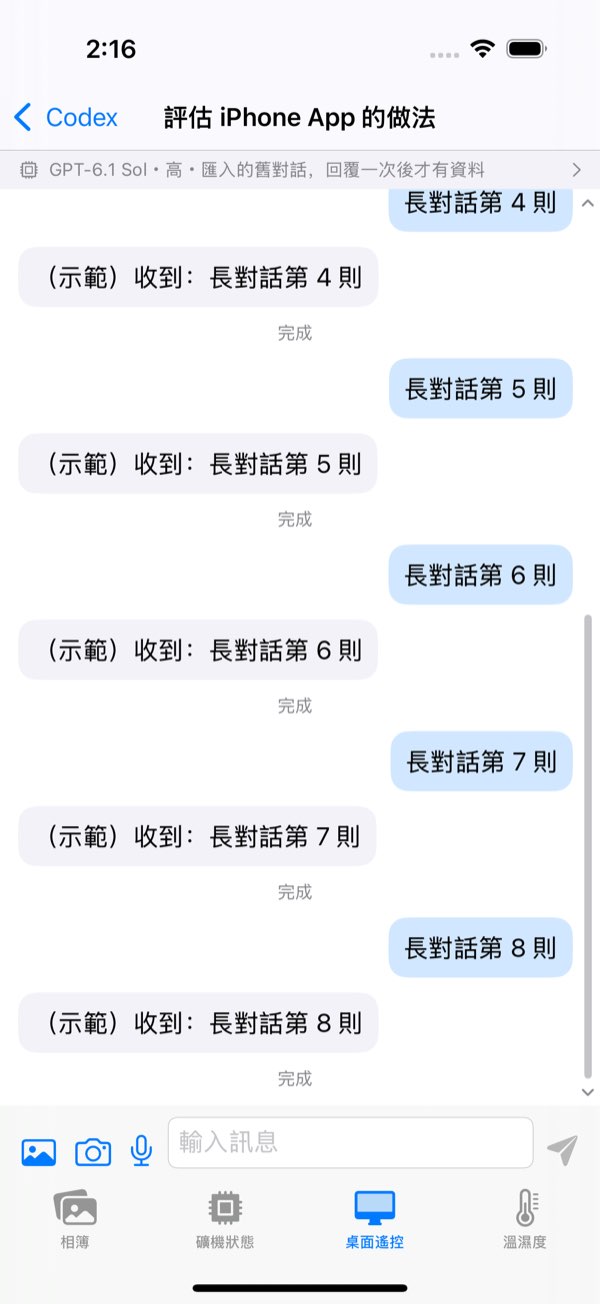 2:16
Codex
評估 iPhone App 的做法
GPT-6.1 Sol・高・匯入的舊對話，回覆一次後才有資料
長對話第 4 則
（示範）收到：長對話第 4 則
完成
長對話第 5 則
（示範）收到：長對話第 5 則
完成
長對話第 6 則
（示範）收到：長對話第 6 則
完成
長對話第 7 則
（示範）收到：長對話第 7 則
完成
長對話第 8 則
（示範）收到：長對話第 8 則
完成
輸入訊息
相簿
礦機狀態
桌面遙控
溫濕度